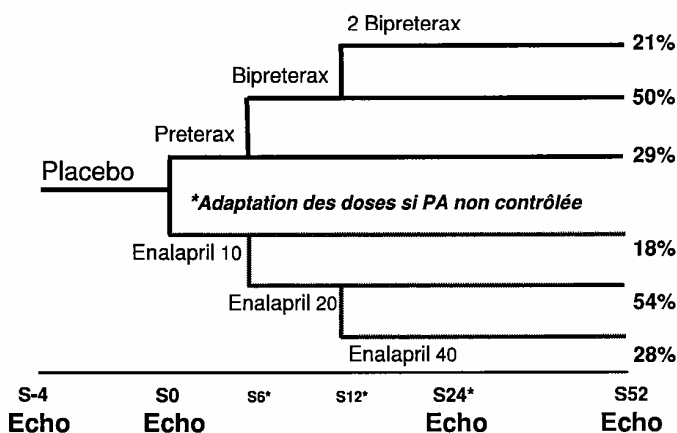 2 Bipreterax
21%
Bipreterax
50%
Preterax
29%
Placebo
*Adaptation des doses si PA non contrôlée
Enalapril 10
18%
Enalapril 20
54%
Enalapril 40
28%
S-4 S0 S6* S12* S24* S52
Echo Echo Echo Echo